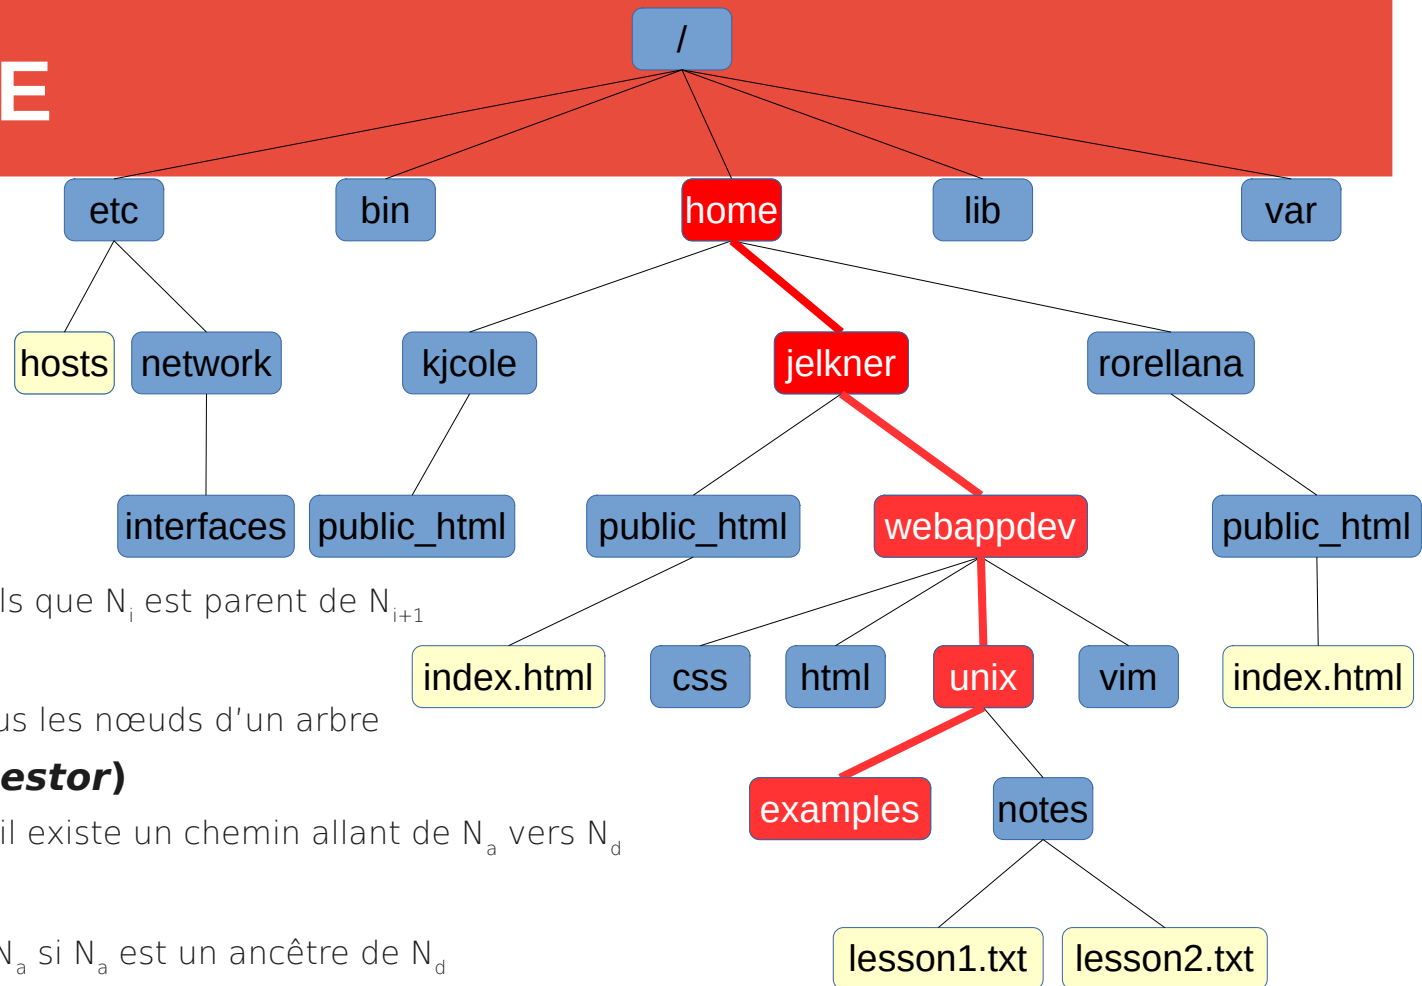 /
E
etc bin home lib var
hosts network kjcole jelkner rorellana
interfaces public_html public_html webappdev public_html
ls que Ni est parent de Ni+1
index.html css html unix vim index.html
us les nœuds d’un arbre
estor)
examples notes
il existe un chemin allant de Na vers Nd
Na si Na est un ancêtre de Nd
lesson1.txt lesson2.txt